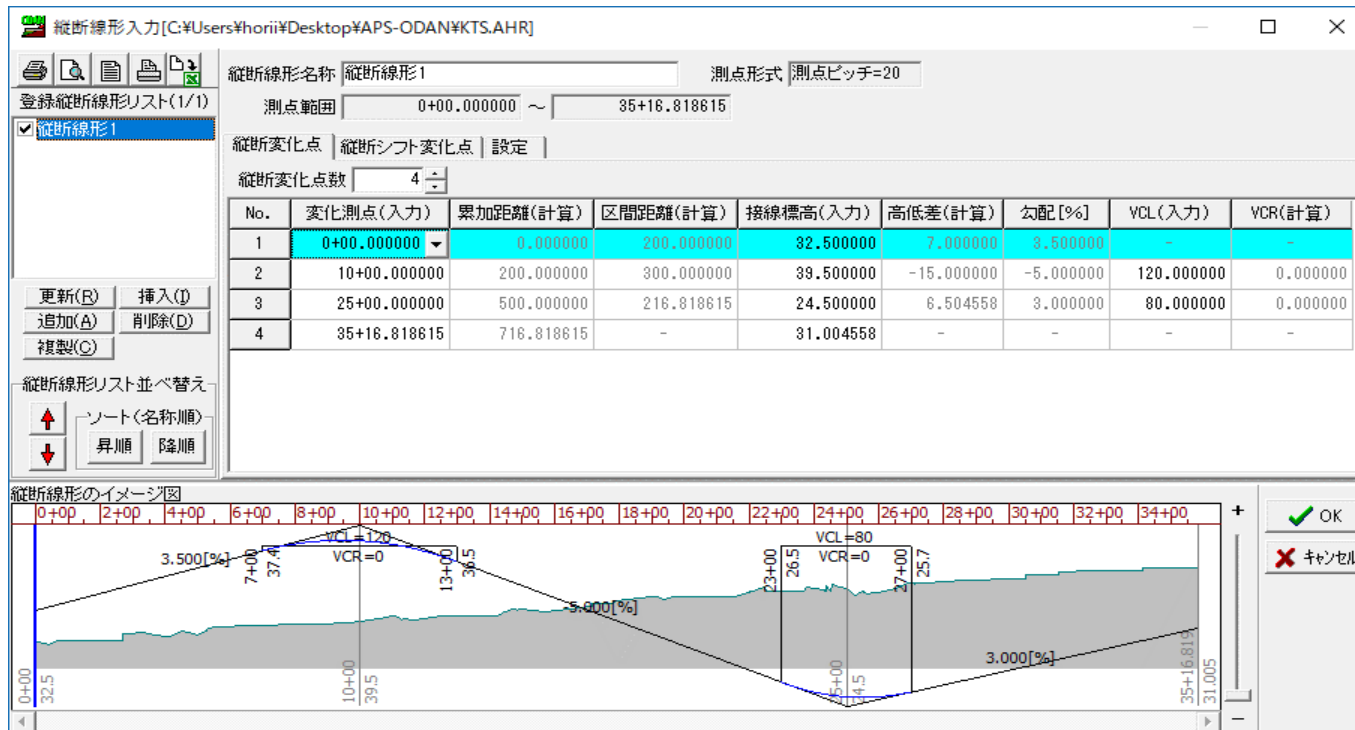 縦断線形入力[C:¥Users¥horii¥Desktop¥APS-ODAN¥KTS.AHR]
縦断線形名称 縦断線形1 測点形式 測点ピッチ=20
登録縦断線形リスト(1/1)
測点範囲 0+00.000000 ～ 35+16.818615
縦断線形1
縦断変化点 縦断シフト変化点 設定
縦断変化点数 4
No. 変化測点(入力) 累加距離(計算) 区間距離(計算) 接線標高(入力) 高低差(計算) 勾配[%] VCL(入力) VCR(計算)
1 0+00.000000 0.000000 200.000000 32.500000 7.000000 3.500000 - -
2 10+00.000000 200.000000 300.000000 39.500000 -15.000000 -5.000000 120.000000 0.000000
3 25+00.000000 500.000000 216.818615 24.500000 6.504558 3.000000 80.000000 0.000000
4 35+16.818615 716.818615 - 31.004558 - - - -
更新(R) 挿入(I)
追加(A) 削除(D)
複製(C)
縦断線形リスト並べ替え
ソート(名称順)
昇順 降順
縦断線形のイメージ図
0+00 2+00 4+00 6+00 8+00 10+00 12+00 14+00 16+00 18+00 20+00 22+00 24+00 26+00 28+00 30+00 32+00 34+00
+
OK
キャンセル
VCL=120
VCR=0
3.500[%]
7+00
37.4
13+00
36.5
VCL=80
VCR=0
23+00
26.5
27+00
25.7
-5.000[%]
3.000[%]
0+00
32.5
10+00
39.5
35+16.819
31.005
－